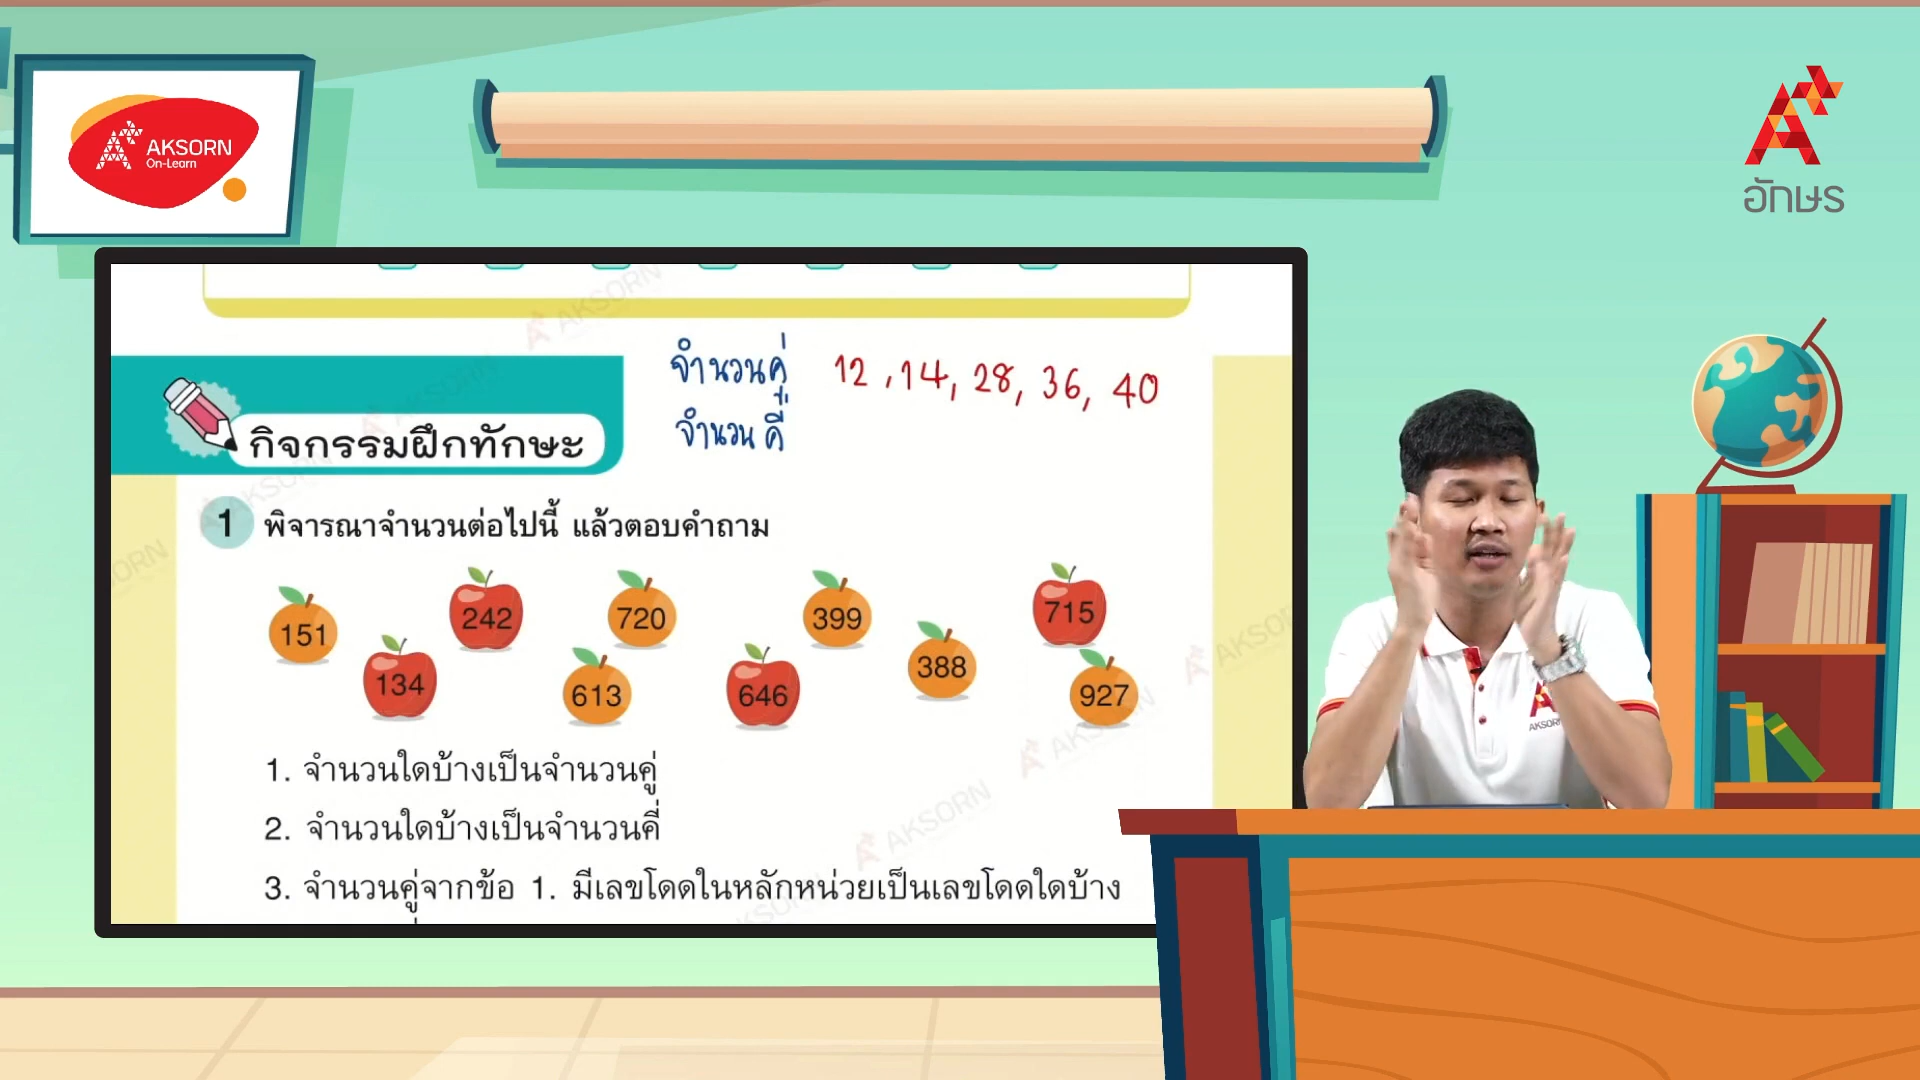 AKSORN
On-Learn
อักษร
จำนวนคู่ 12, 14, 28, 36, 40
จำนวนคี่
กิจกรรมฝึกทักษะ
1 พิจารณาจำนวนต่อไปนี้ แล้วตอบคำถาม
151 242 720 399 715
134 613 646 388 927
1. จำนวนใดบ้างเป็นจำนวนคู่
2. จำนวนใดบ้างเป็นจำนวนคี่
3. จำนวนคู่จากข้อ 1. มีเลขโดดในหลักหน่วยเป็นเลขโดดใดบ้าง
AKSORN